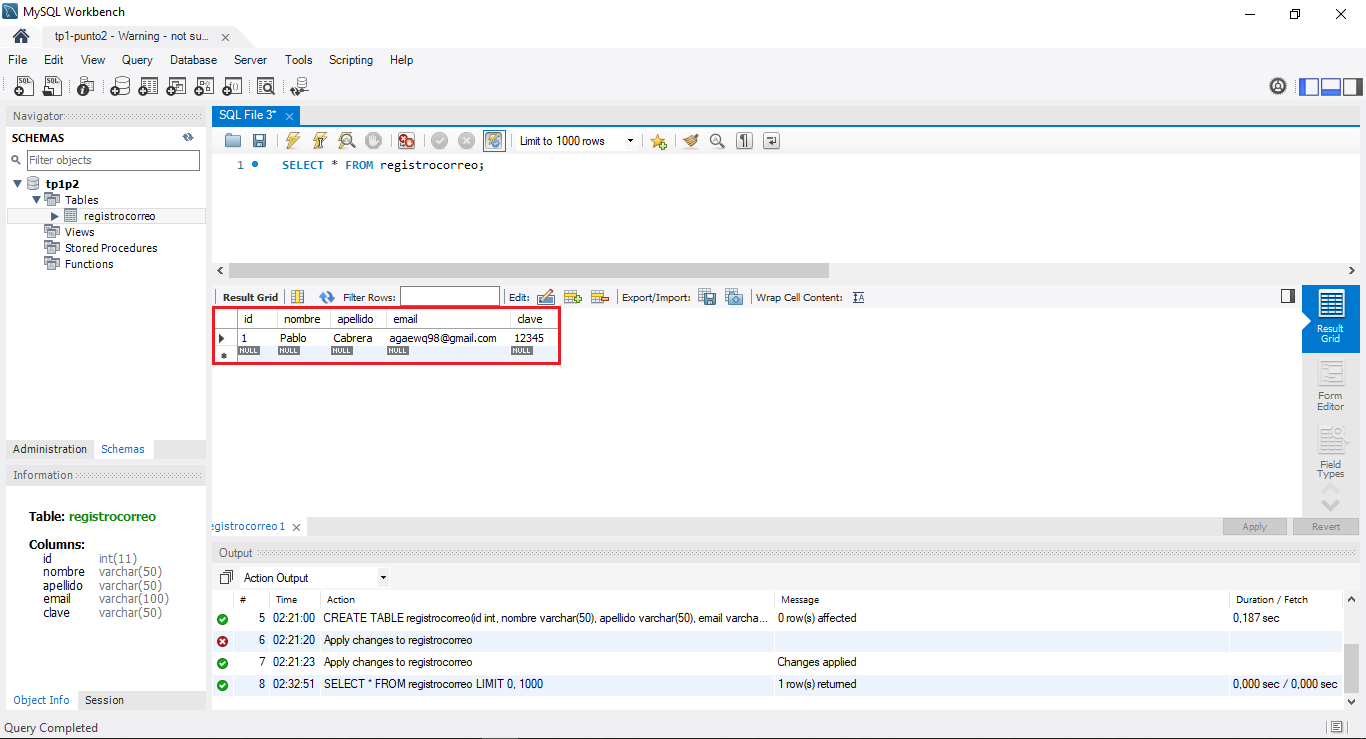 MySQL Workbench
tp1-punto2 - Warning - not su...
File Edit View Query Database Server Tools Scripting Help
Navigator
SCHEMAS
Filter objects
tp1p2
Tables
registrocorreo
Views
Stored Procedures
Functions
Administration Schemas
Information
Table: registrocorreo
Columns:
id int(11)
nombre varchar(50)
apellido varchar(50)
email varchar(100)
clave varchar(50)
Object Info Session
SQL File 3*
Limit to 1000 rows
1 SELECT * FROM registrocorreo;
Result Grid Filter Rows: Edit: Export/Import: Wrap Cell Content:
id nombre apellido email clave
1 Pablo Cabrera agaewq98@gmail.com 12345
NULL NULL NULL NULL NULL
Result
Grid
Form
Editor
Field
Types
egistrocorreo 1
Apply Revert
Output
Action Output
# Time Action Message Duration / Fetch
5 02:21:00 CREATE TABLE registrocorreo(id int, nombre varchar(50), apellido varchar(50), email varcha... 0 row(s) affected 0,187 sec
6 02:21:20 Apply changes to registrocorreo
7 02:21:23 Apply changes to registrocorreo Changes applied
8 02:32:51 SELECT * FROM registrocorreo LIMIT 0, 1000 1 row(s) returned 0,000 sec / 0,000 sec
Query Completed